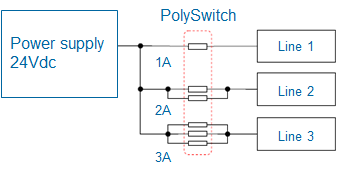 PolySwitch
Power supply
24Vdc
1A
Line 1
2A
Line 2
3A
Line 3